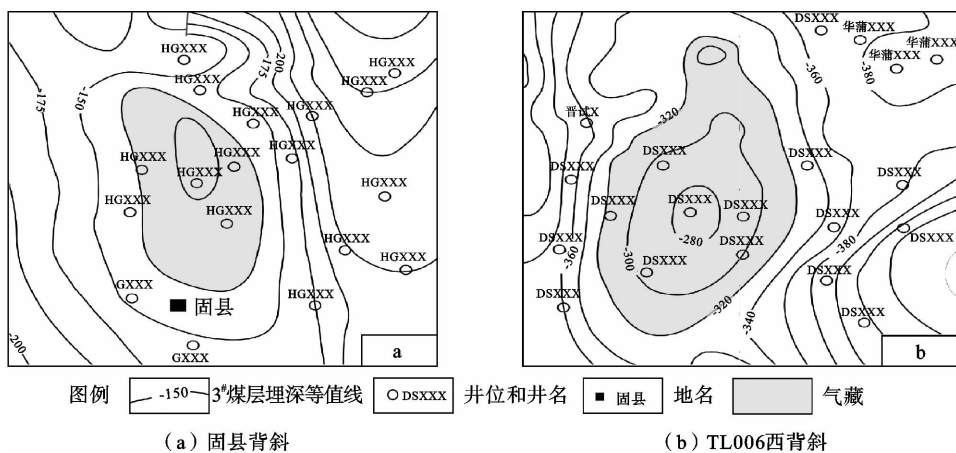 HGXXX
-200
-175
HGXXX
-150
-175
HGXXX
HGXXX
HGXXX
HGXXX
HGXXX
HGXXX
HGXXX
HGXXX
HGXXX
HGXXX
HGXXX
GXXX
固县
HGXXX
-200
GXXX
a
DSXXX
华蒲XXX
华蒲XXX
华蒲XXX
-360
-380
-320
晋试X
DSXXX
DSXXX
DSXXX
DSXXX
DSXXX
DSXXX
DSXXX
DSXXX
-280
DSXXX
-380
DSXXX
DSXXX
-300
-360
DSXXX
DSXXX
DSXXX
-320
-340
DSXXX
b
图例
-150
3#煤层埋深等值线
DSXXX
井位和井名
固县
地名
气藏
(a) 固县背斜
(b) TL006西背斜